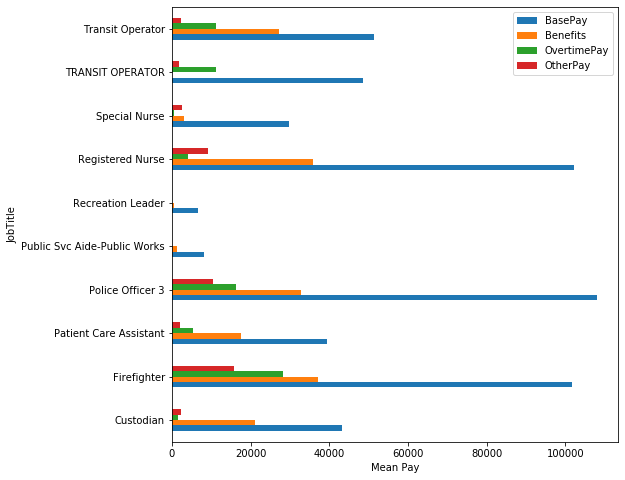 BasePay
Benefits
OvertimePay
OtherPay
Transit Operator
TRANSIT OPERATOR
Special Nurse
Registered Nurse
Recreation Leader
Public Svc Aide-Public Works
Police Officer 3
Patient Care Assistant
Firefighter
Custodian
JobTitle
0 20000 40000 60000 80000 100000
Mean Pay